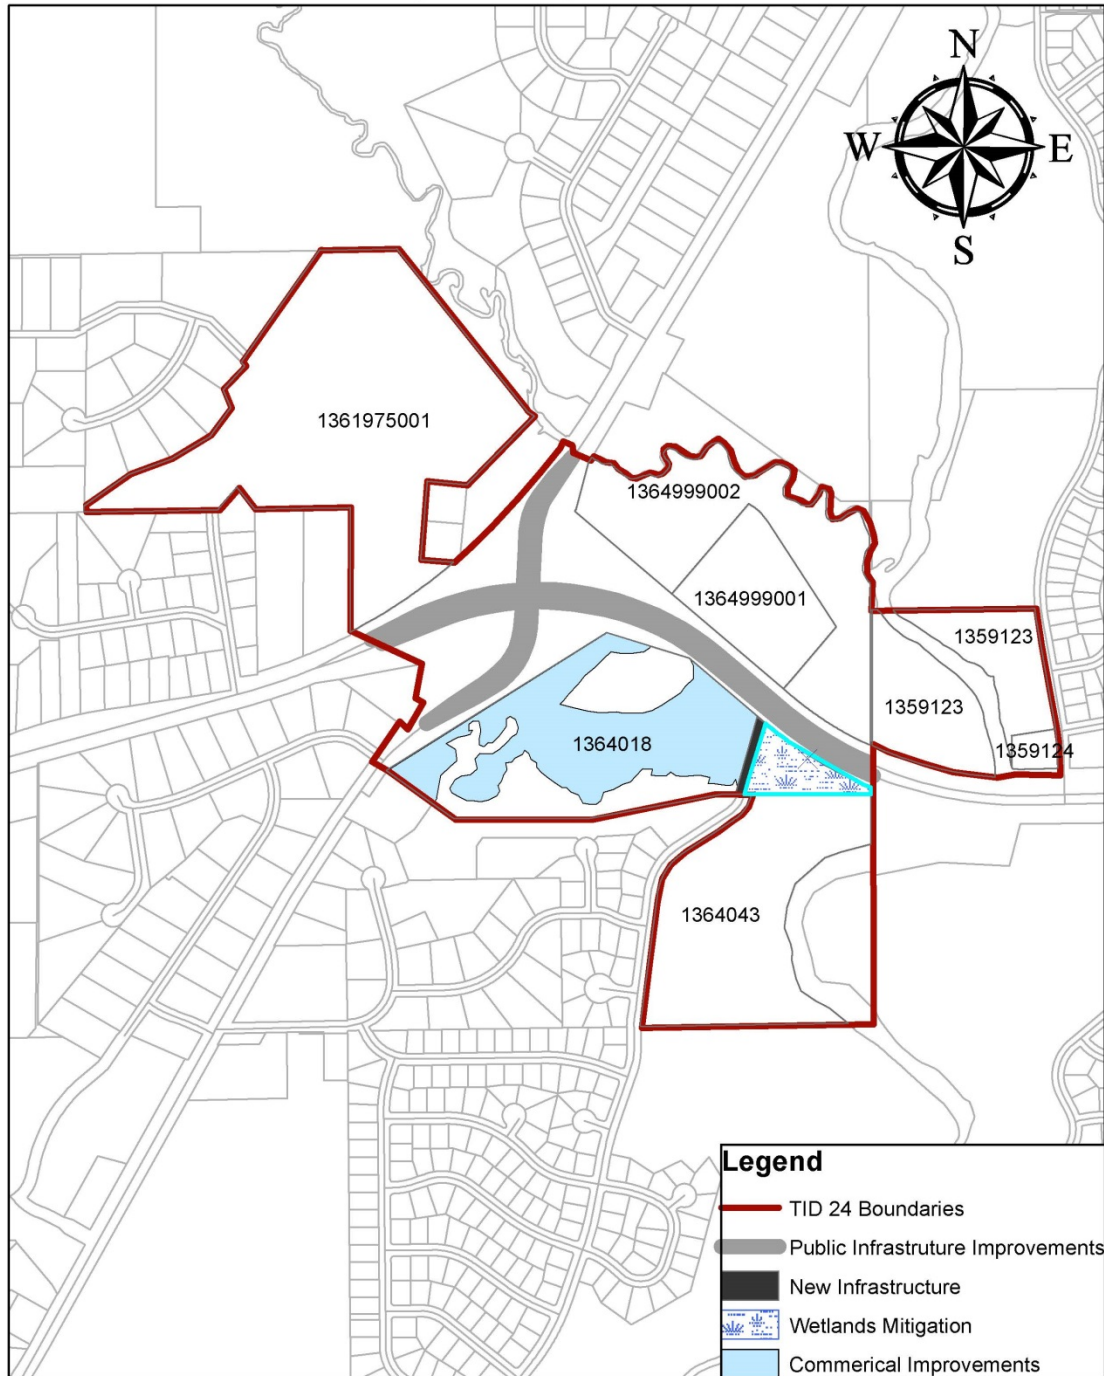 N
W E
S
1361975001
1364999002
1364999001
1359123
1359123
1364018
1359124
1364043
Legend
TID 24 Boundaries
Public Infrastruture Improvements
New Infrastructure
Wetlands Mitigation
Commerical Improvements